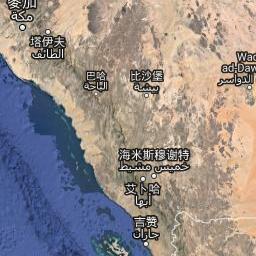 麦加
مكة
塔伊夫
الطائف
巴哈
الباحة
比沙堡
بيشة
Wad
ad-Daw
الدواسر
海米斯穆谢特
خميس مشيط
艾卜哈
أبها
吉赞
جازان